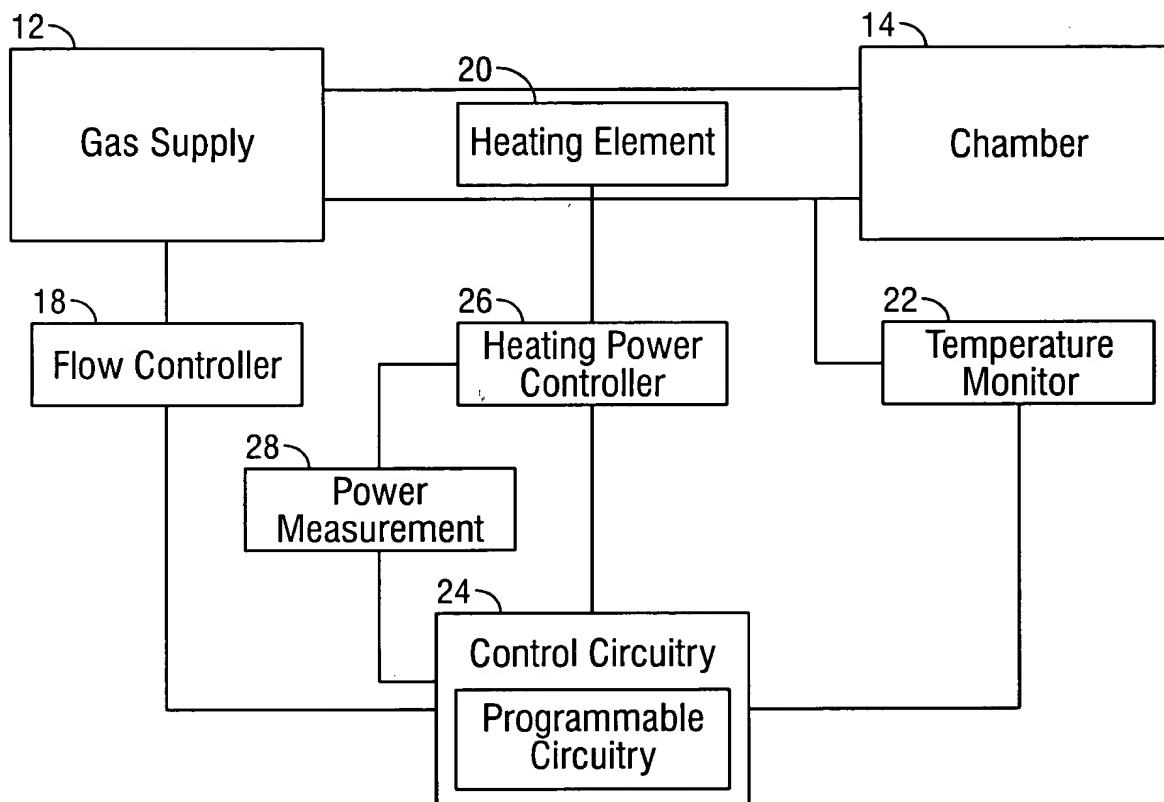 12
Gas Supply
20
Heating Element
14
Chamber
18
Flow Controller
26
Heating Power
Controller
22
Temperature
Monitor
28
Power
Measurement
24
Control Circuitry
Programmable
Circuitry